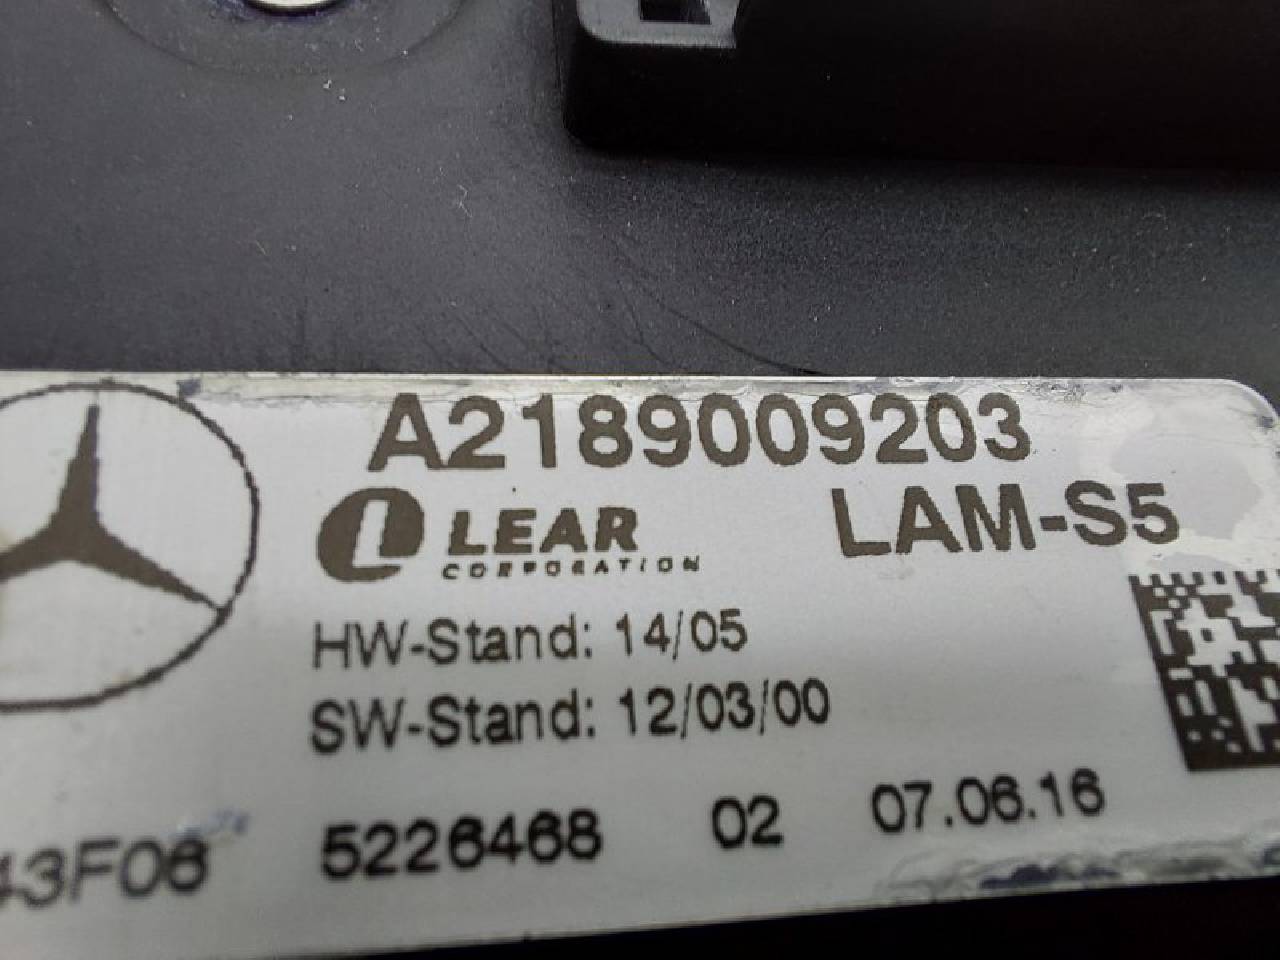 A2189009203
LEAR LAM-S5
CORPORATION
HW-Stand: 14/05
SW-Stand: 12/03/00
43F06 5226468 02 07.06.16